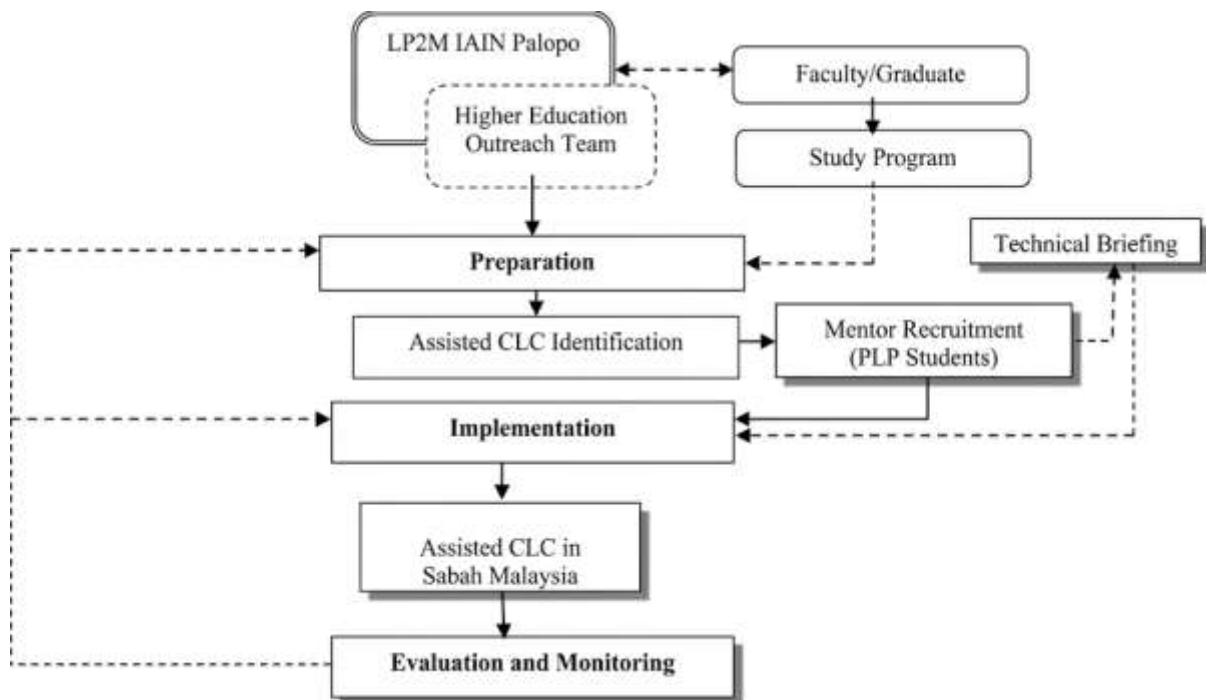 LP2M IAIN Palopo
Higher Education
Outreach Team
Faculty/Graduate
Study Program
Technical Briefing
Preparation
Assisted CLC Identification
Mentor Recruitment
(PLP Students)
Implementation
Assisted CLC in
Sabah Malaysia
Evaluation and Monitoring